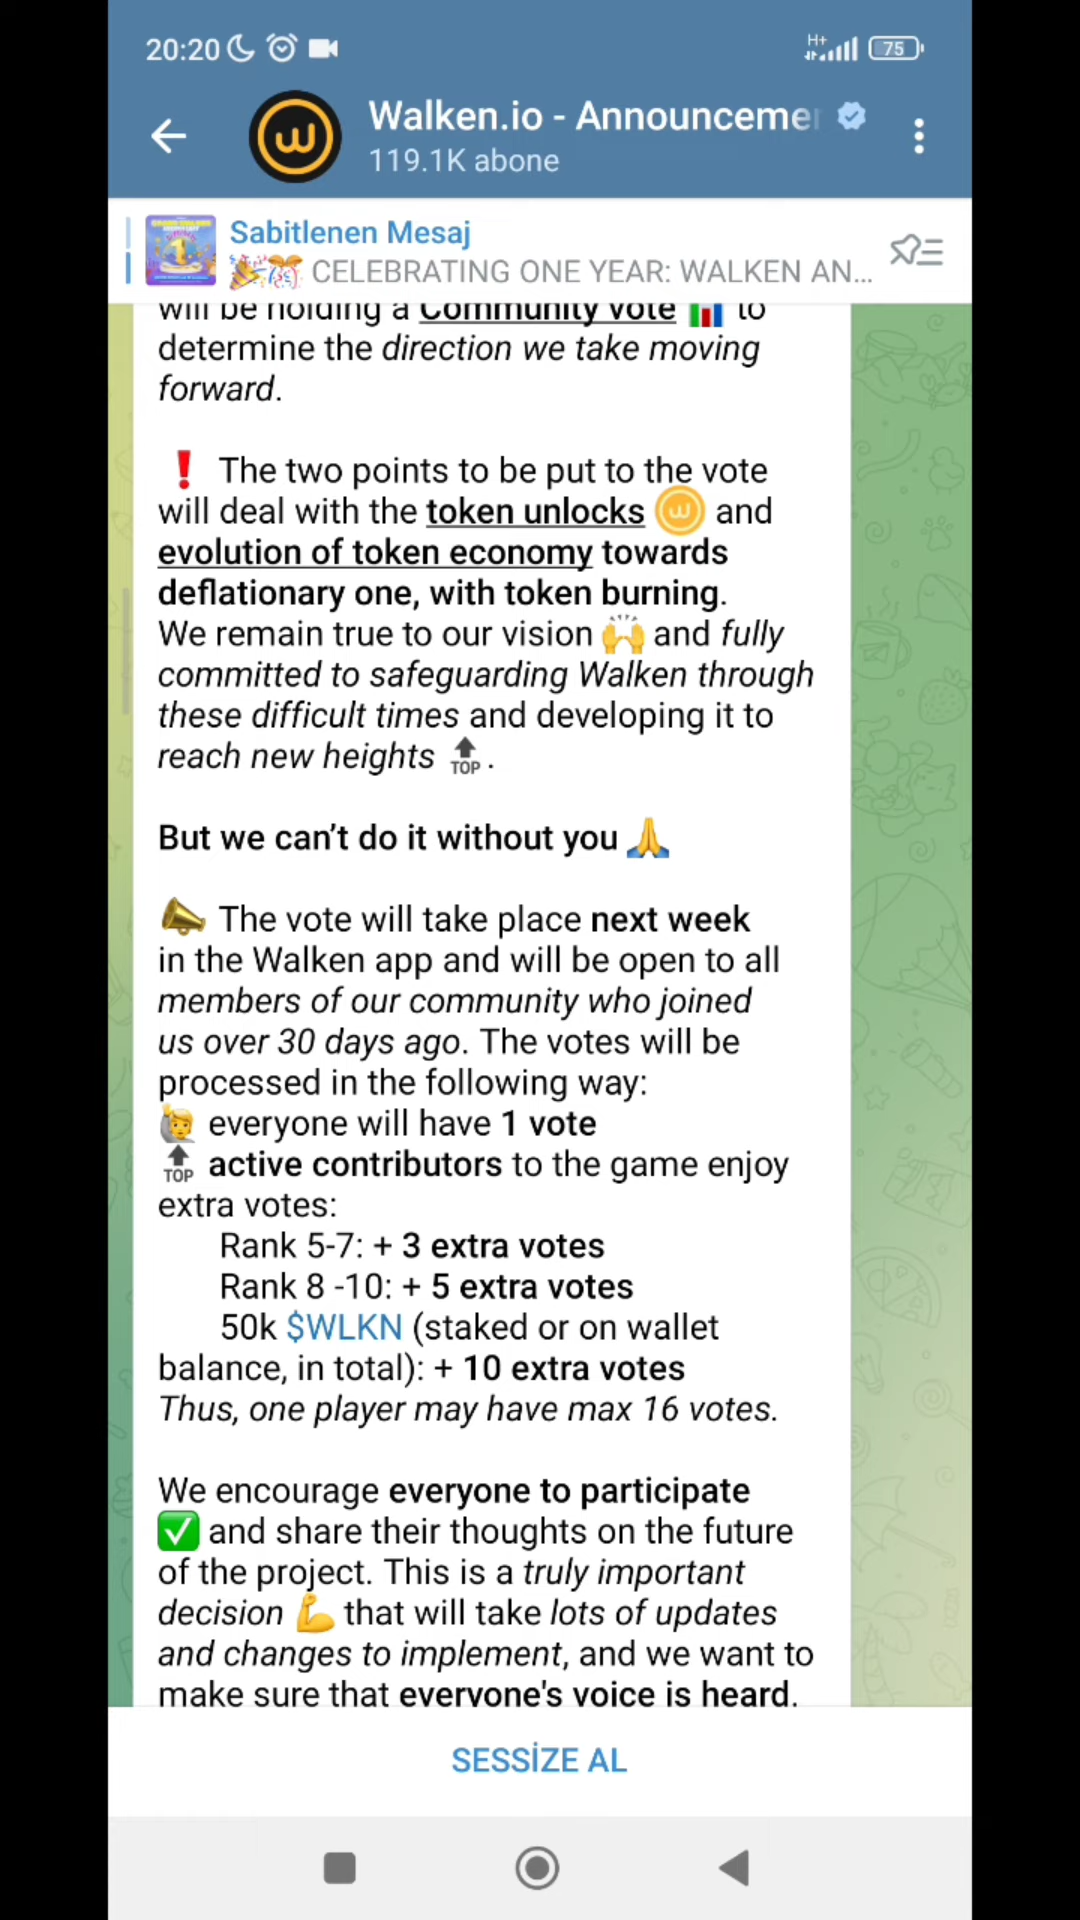 20:20
H+
75
Walken.io - Announcemer
119.1K abone
Sabitlenen Mesaj
CELEBRATING ONE YEAR: WALKEN AN...
will be holding a Community vote to
determine the direction we take moving
forward.
The two points to be put to the vote
will deal with the token unlocks and
evolution of token economy towards
deflationary one, with token burning.
We remain true to our vision and fully
committed to safeguarding Walken through
these difficult times and developing it to
reach new heights TOP .
But we can’t do it without you
The vote will take place next week
in the Walken app and will be open to all
members of our community who joined
us over 30 days ago. The votes will be
processed in the following way:
everyone will have 1 vote
TOP active contributors to the game enjoy
extra votes:
Rank 5-7: + 3 extra votes
Rank 8 -10: + 5 extra votes
50k $WLKN (staked or on wallet
balance, in total): + 10 extra votes
Thus, one player may have max 16 votes.
We encourage everyone to participate
and share their thoughts on the future
of the project. This is a truly important
decision that will take lots of updates
and changes to implement, and we want to
make sure that everyone's voice is heard.
SESSİZE AL